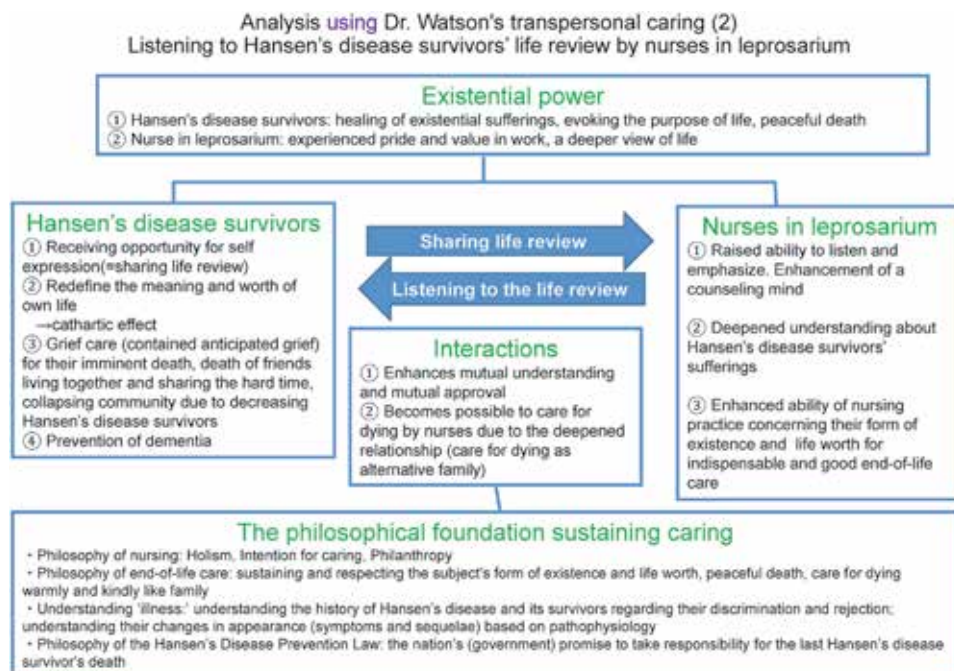 Analysis using Dr. Watson's transpersonal caring (2)
Listening to Hansen's disease survivors' life review by nurses in leprosarium
Existential power
① Hansen's disease survivors: healing of existential sufferings, evoking the purpose of life, peaceful death
② Nurse in leprosarium: experienced pride and value in work, a deeper view of life
Hansen's disease survivors
① Receiving opportunity for self
expression(=sharing life review)
② Redefine the meaning and worth of
own life
→cathartic effect
③ Grief care (contained anticipated grief)
for their imminent death, death of friends
living together and sharing the hard time,
collapsing community due to decreasing
Hansen's disease survivors
④ Prevention of dementia
Sharing life review
Listening to the life review
Interactions
① Enhances mutual understanding
and mutual approval
② Becomes possible to care for
dying by nurses due to the deepened
relationship (care for dying as
alternative family)
Nurses in leprosarium
① Raised ability to listen and
emphasize. Enhancement of a
counseling mind
② Deepened understanding about
Hansen's disease survivors'
sufferings
③ Enhanced ability of nursing
practice concerning their form of
existence and life worth for
indispensable and good end-of-life
care
The philosophical foundation sustaining caring
・Philosophy of nursing: Holism, Intention for caring, Philanthropy
・Philosophy of end-of-life care: sustaining and respecting the subject's form of existence and life worth, peaceful death, care for dying
warmly and kindly like family
・Understanding 'illness:' understanding the history of Hansen's disease and its survivors regarding their discrimination and rejection;
understanding their changes in appearance (symptoms and sequelae) based on pathophysiology
・Philosophy of the Hansen's Disease Prevention Law: the nation's (government) promise to take responsibility for the last Hansen's disease
survivor's death